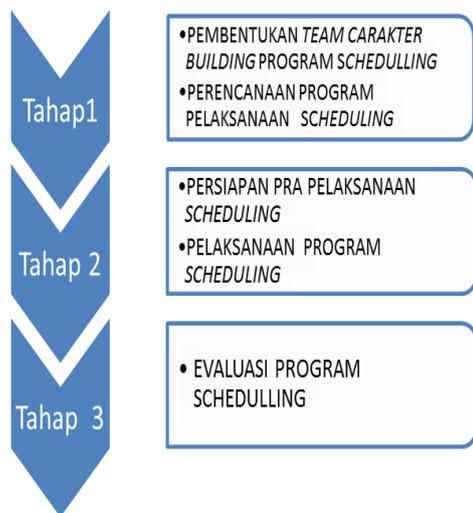 Tahap1
•PEMBENTUKAN TEAM CARAKTER
BUILDING PROGRAM SCHEDULLING
•PERENCANAAN PROGRAM
PELAKSANAAN SCHEDULING
Tahap 2
•PERSIAPAN PRA PELAKSANAAN
SCHEDULING
•PELAKSANAAN PROGRAM
SCHEDULING
Tahap 3
• EVALUASI PROGRAM
SCHEDULLING